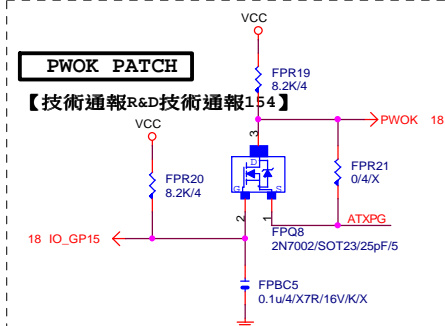 VCC
PWOK PATCH
FPR19
8.2K/4
【技術通報R&D技術通報154】
VCC
PWOK 18
3
D
FPR20
8.2K/4
FPR21
0/4/X
G
S
2
1
ATXPG
FPQ8
2N7002/SOT23/25pF/5
18 IO_GP15
FPBC5
0.1u/4/X7R/16V/K/X